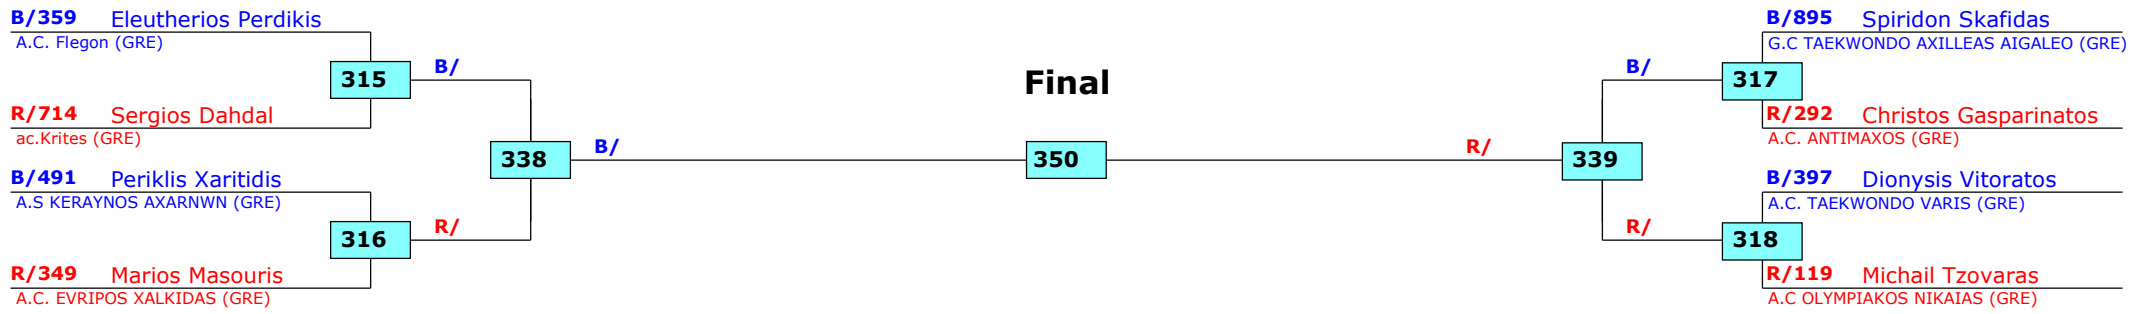 B/359 Eleutherios Perdikis
A.C. Flegon (GRE)
315
B/
R/714 Sergios Dahdal
ac.Krites (GRE)
338
B/
B/491 Periklis Xaritidis
A.S KERAYNOS AXARNWN (GRE)
316
R/
R/349 Marios Masouris
A.C. EVRIPOS XALKIDAS (GRE)
Final
350
B/895 Spiridon Skafidas
G.C TAEKWONDO AXILLEAS AIGALEO (GRE)
B/
317
R/292 Christos Gasparinatos
A.C. ANTIMAXOS (GRE)
R/
339
B/397 Dionysis Vitoratos
A.C. TAEKWONDO VARIS (GRE)
R/
318
R/119 Michail Tzovaras
A.C OLYMPIAKOS NIKAIAS (GRE)